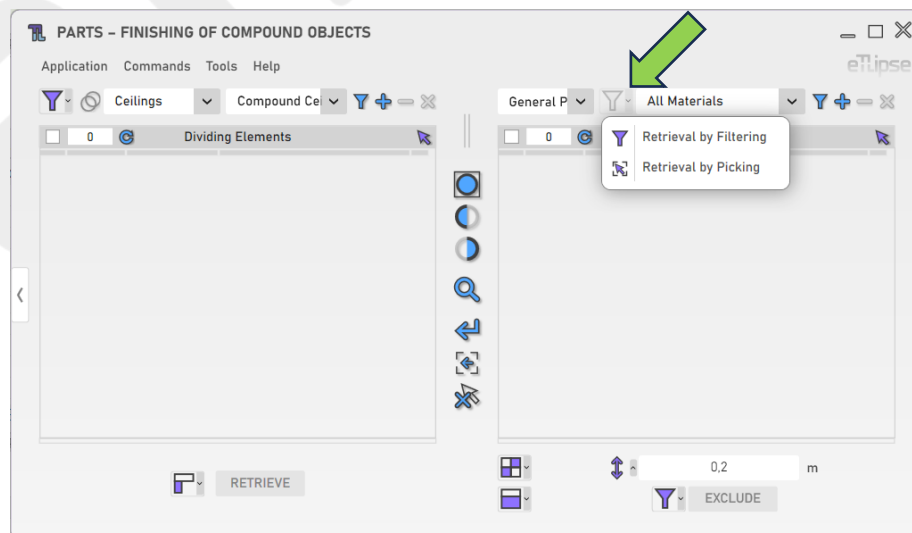 PARTS – FINISHING OF COMPOUND OBJECTS
Application Commands Tools Help
eTLipse
Ceilings Compound Cei General P All Materials
0 Dividing Elements 0
Retrieval by Filtering
Retrieval by Picking
RETRIEVE
0,2 m
EXCLUDE